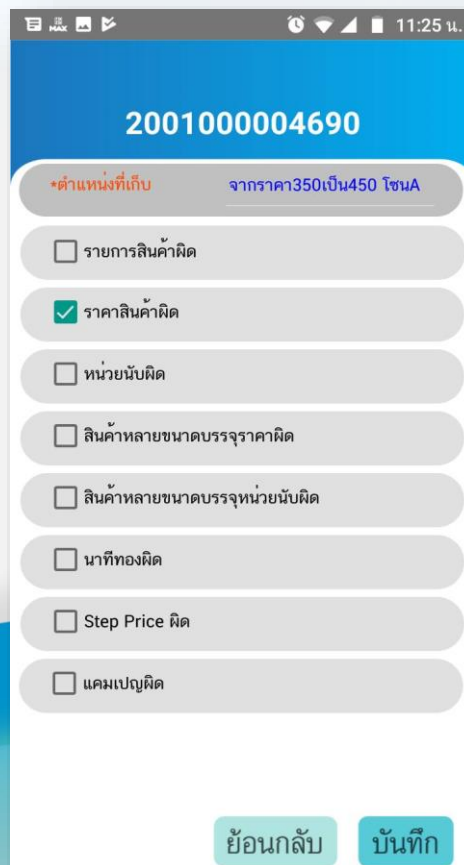 11:25 น.
2001000004690
*ตำแหน่งที่เก็บ จากราคา350เป็น450 โซนA
รายการสินค้าผิด
ราคาสินค้าผิด
หน่วยนับผิด
สินค้าหลายขนาดบรรจุราคาผิด
สินค้าหลายขนาดบรรจุหน่วยนับผิด
นาทีทองผิด
Step Price ผิด
แคมเปญผิด
ย้อนกลับ บันทึก